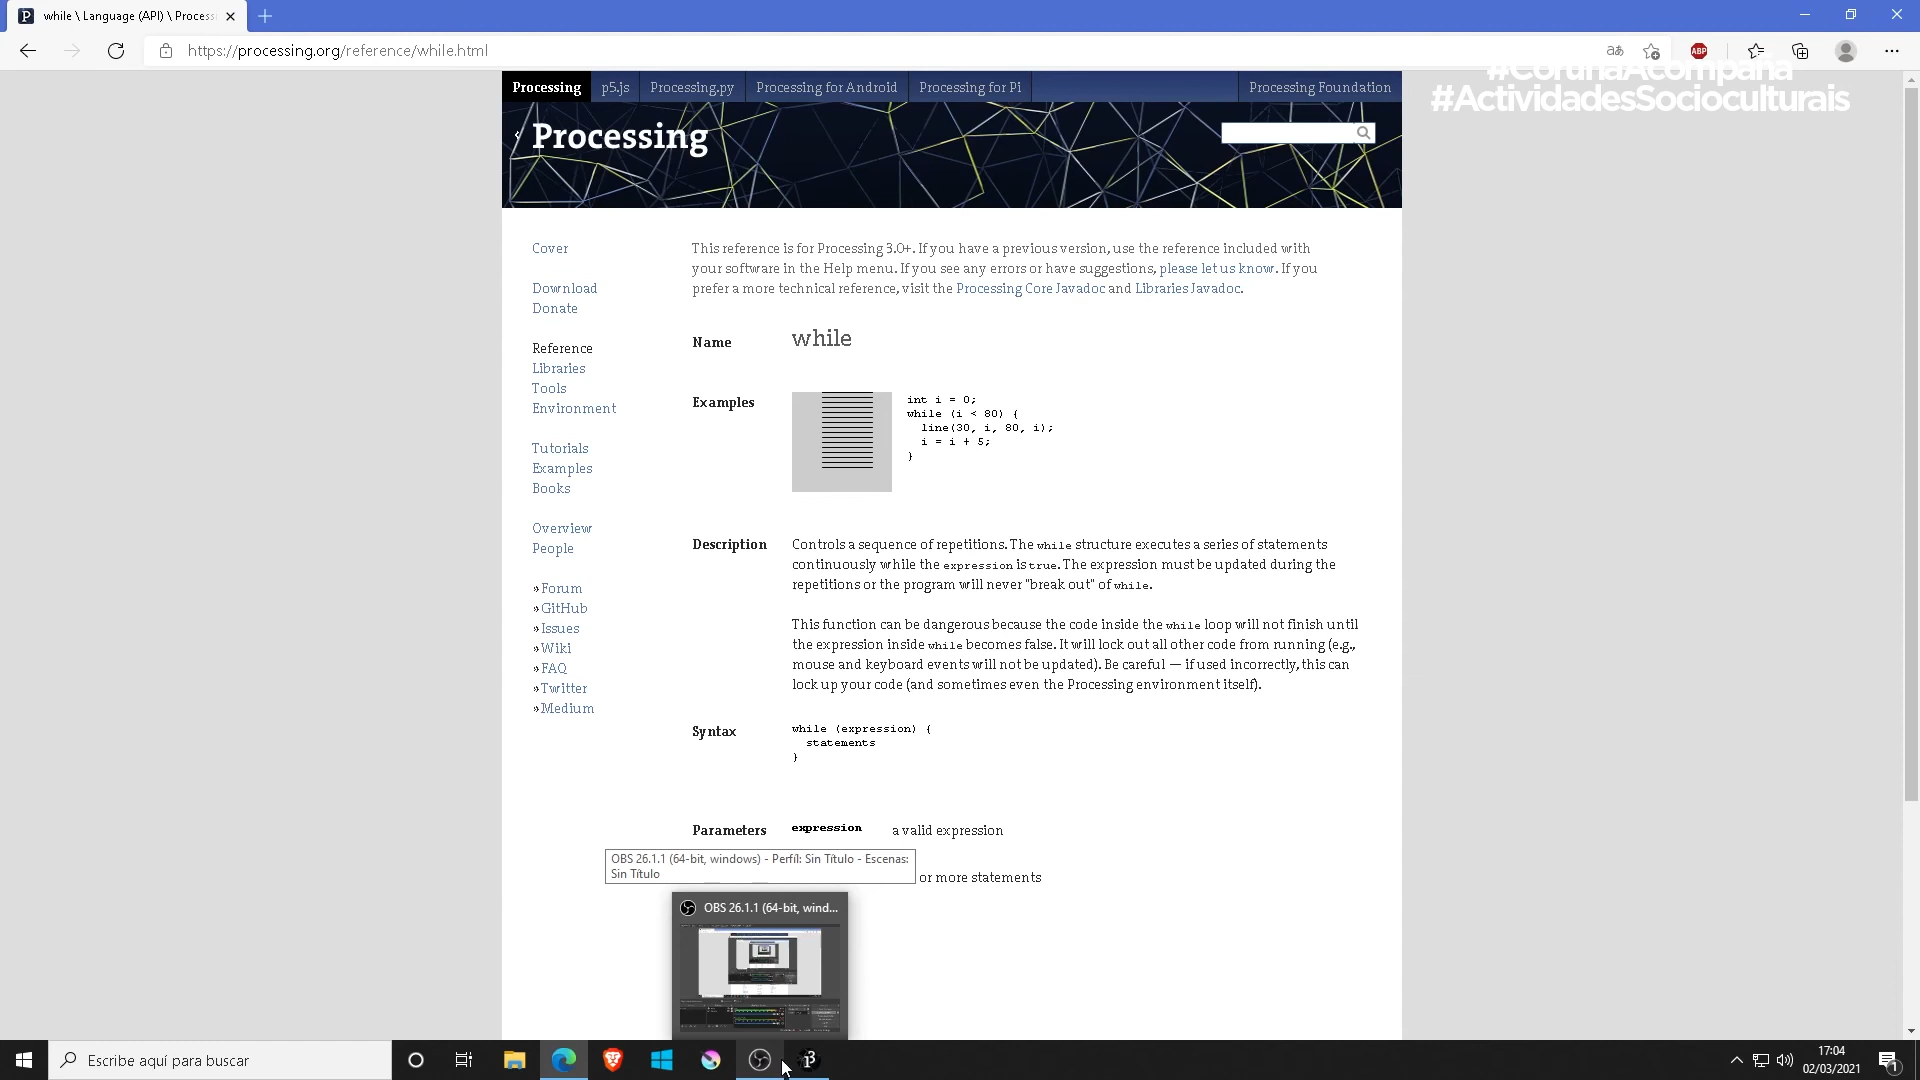 while \ Language (API) \ Process
https://processing.org/reference/while.html
aあ
ABP
#CoruñaAcompaña
#ActividadesSocioculturais
Processing
p5.js
Processing.py
Processing for Android
Processing for Pi
Processing Foundation
Processing
Cover
Download
Donate
Reference
Libraries
Tools
Environment
Tutorials
Examples
Books
Overview
People
»Forum
»GitHub
»Issues
»Wiki
»FAQ
»Twitter
»Medium
This reference is for Processing 3.0+. If you have a previous version, use the reference included with
your software in the Help menu. If you see any errors or have suggestions, please let us know. If you
prefer a more technical reference, visit the Processing Core Javadoc and Libraries Javadoc.
Name
while
Examples
int i = 0;
while (i < 80) {
line(30, i, 80, i);
i = i + 5;
}
Description
Controls a sequence of repetitions. The while structure executes a series of statements
continuously while the expression is true. The expression must be updated during the
repetitions or the program will never "break out" of while.
This function can be dangerous because the code inside the while loop will not finish until
the expression inside while becomes false. It will lock out all other code from running (e.g.,
mouse and keyboard events will not be updated). Be careful — if used incorrectly, this can
lock up your code (and sometimes even the Processing environment itself).
Syntax
while (expression) {
statements
}
Parameters
expression
a valid expression
or more statements
OBS 26.1.1 (64-bit, windows) - Perfil: Sin Título - Escenas:
Sin Título
OBS 26.1.1 (64-bit, wind...
Escribe aquí para buscar
17:04
02/03/2021
1